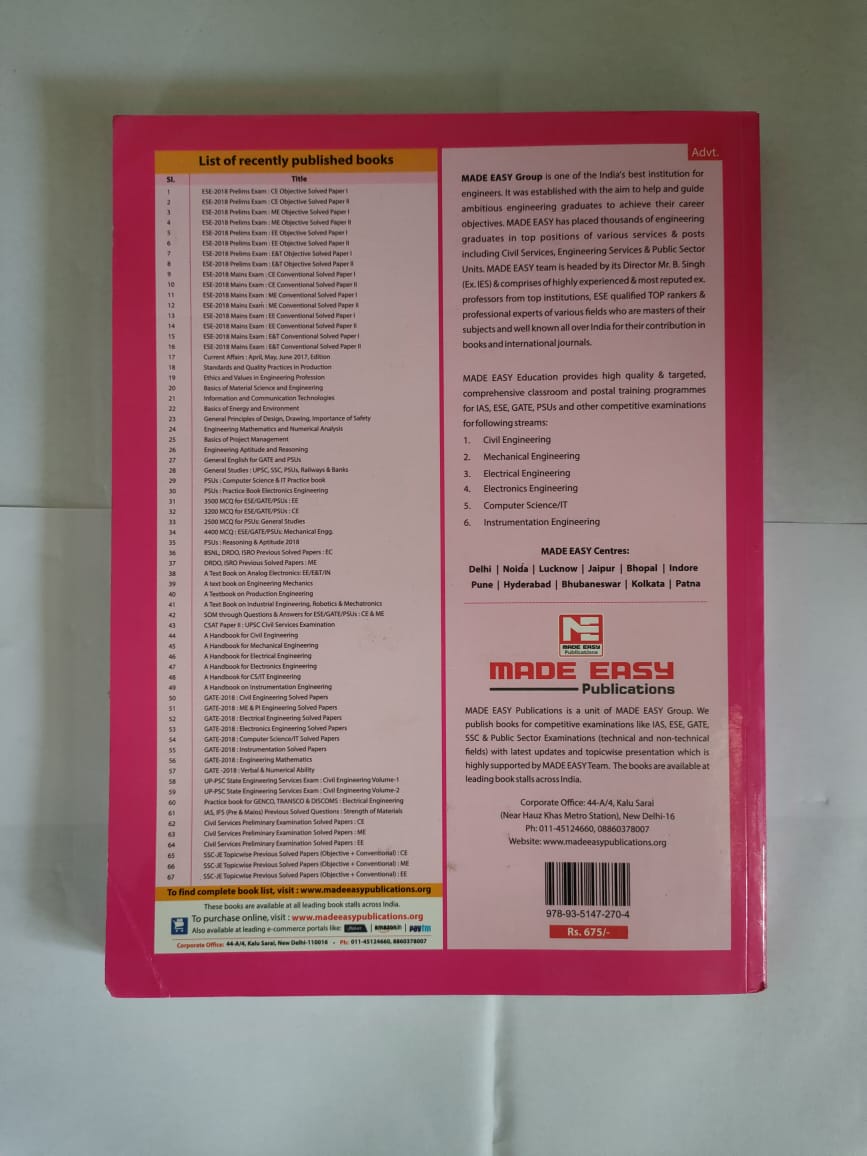 List of recently published books
Sl. Title
1 ESE-2018 Prelims Exam : CE Objective Solved Paper I
2 ESE-2018 Prelims Exam : CE Objective Solved Paper II
3 ESE-2018 Prelims Exam : ME Objective Solved Paper I
4 ESE-2018 Prelims Exam : ME Objective Solved Paper II
5 ESE-2018 Prelims Exam : EE Objective Solved Paper I
6 ESE-2018 Prelims Exam : EE Objective Solved Paper II
7 ESE-2018 Prelims Exam : E&T Objective Solved Paper I
8 ESE-2018 Prelims Exam : E&T Objective Solved Paper II
9 ESE-2018 Mains Exam : CE Conventional Solved Paper I
10 ESE-2018 Mains Exam : CE Conventional Solved Paper II
11 ESE-2018 Mains Exam : ME Conventional Solved Paper I
12 ESE-2018 Mains Exam : ME Conventional Solved Paper II
13 ESE-2018 Mains Exam : EE Conventional Solved Paper I
14 ESE-2018 Mains Exam : EE Conventional Solved Paper II
15 ESE-2018 Mains Exam : E&T Conventional Solved Paper I
16 ESE-2018 Mains Exam : E&T Conventional Solved Paper II
17 Current Affairs : April, May, June 2017, Edition
18 Standards and Quality Practices in Production
19 Ethics and Values in Engineering Profession
20 Basics of Material Science and Engineering
21 Information and Communication Technologies
22 Basics of Energy and Environment
23 General Principles of Design, Drawing, Importance of Safety
24 Engineering Mathematics and Numerical Analysis
25 Basics of Project Management
26 Engineering Aptitude and Reasoning
27 General English for GATE and PSUs
28 General Studies : UPSC, SSC, PSUs, Railways & Banks
29 PSUs : Computer Science & IT Practice book
30 PSUs : Practice Book Electronics Engineering
31 3500 MCQ for ESE/GATE/PSUs : EE
32 3200 MCQ for ESE/GATE/PSUs : CE
33 2500 MCQ for PSUs: General Studies
34 4400 MCQ : ESE/GATE/PSUs: Mechanical Engg.
35 PSUs : Reasoning & Aptitude 2018
36 BSNL, DRDO, ISRO Previous Solved Papers : EC
37 DRDO, ISRO Previous Solved Papers : ME
38 A Text Book on Analog Electronics: EE/E&T/IN
39 A text book on Engineering Mechanics
40 A Textbook on Production Engineering
41 A Text Book on Industrial Engineering, Robotics & Mechatronics
42 SOM through Questions & Answers for ESE/GATE/PSUs : CE & ME
43 CSAT Paper II : UPSC Civil Services Examination
44 A Handbook for Civil Engineering
45 A Handbook for Mechanical Engineering
46 A Handbook for Electrical Engineering
47 A Handbook for Electronics Engineering
48 A Handbook for CS/IT Engineering
49 A Handbook on Instrumentation Engineering
50 GATE-2018 : Civil Engineering Solved Papers
51 GATE-2018 : ME & PI Engineering Solved Papers
52 GATE-2018 : Electrical Engineering Solved Papers
53 GATE-2018 : Electronics Engineering Solved Papers
54 GATE-2018 : Computer Science/IT Solved Papers
55 GATE-2018 : Instrumentation Solved Papers
56 GATE-2018 : Engineering Mathematics
57 GATE -2018 : Verbal & Numerical Ability
58 UP-PSC State Engineering Services Exam : Civil Engineering Volume-1
59 UP-PSC State Engineering Services Exam : Civil Engineering Volume-2
60 Practice book for GENCO, TRANSCO & DISCOMS : Electrical Engineering
61 IAS, IFS (Pre & Mains) Previous Solved Questions : Strength of Materials
62 Civil Services Preliminary Examination Solved Papers : CE
63 Civil Services Preliminary Examination Solved Papers : ME
64 Civil Services Preliminary Examination Solved Papers : EE
65 SSC-JE Topicwise Previous Solved Papers (Objective + Conventional) : CE
66 SSC-JE Topicwise Previous Solved Papers (Objective + Conventional) : ME
67 SSC-JE Topicwise Previous Solved Papers (Objective + Conventional) : EE
To find complete book list, visit : www.madeeasypublications.org
These books are available at all leading book stalls across India.
To purchase online, visit : www.madeeasypublications.org
Also available at leading e-commerce portals like: amazon.in | paytm
Corporate Office: 44-A/4, Kalu Sarai, New Delhi-110016 • Ph: 011-45124660, 8860378007
Advt.
MADE EASY Group is one of the India's best institution for
engineers. It was established with the aim to help and guide
ambitious engineering graduates to achieve their career
objectives. MADE EASY has placed thousands of engineering
graduates in top positions of various services & posts
including Civil Services, Engineering Services & Public Sector
Units. MADE EASY team is headed by its Director Mr. B. Singh
(Ex. IES) & comprises of highly experienced & most reputed ex.
professors from top institutions, ESE qualified TOP rankers &
professional experts of various fields who are masters of their
subjects and well known all over India for their contribution in
books and international journals.
MADE EASY Education provides high quality & targeted,
comprehensive classroom and postal training programmes
for IAS, ESE, GATE, PSUs and other competitive examinations
for following streams:
1. Civil Engineering
2. Mechanical Engineering
3. Electrical Engineering
4. Electronics Engineering
5. Computer Science/IT
6. Instrumentation Engineering
MADE EASY Centres:
Delhi | Noida | Lucknow | Jaipur | Bhopal | Indore
Pune | Hyderabad | Bhubaneswar | Kolkata | Patna
ME
MADE EASY
Publications
MADE EASY
Publications
MADE EASY Publications is a unit of MADE EASY Group. We
publish books for competitive examinations like IAS, ESE, GATE,
SSC & Public Sector Examinations (technical and non-technical
fields) with latest updates and topicwise presentation which is
highly supported by MADE EASY Team. The books are available at
leading book stalls across India.
Corporate Office: 44-A/4, Kalu Sarai
(Near Hauz Khas Metro Station), New Delhi-16
Ph: 011-45124660, 08860378007
Website: www.madeeasypublications.org
978-93-5147-270-4
Rs. 675/-